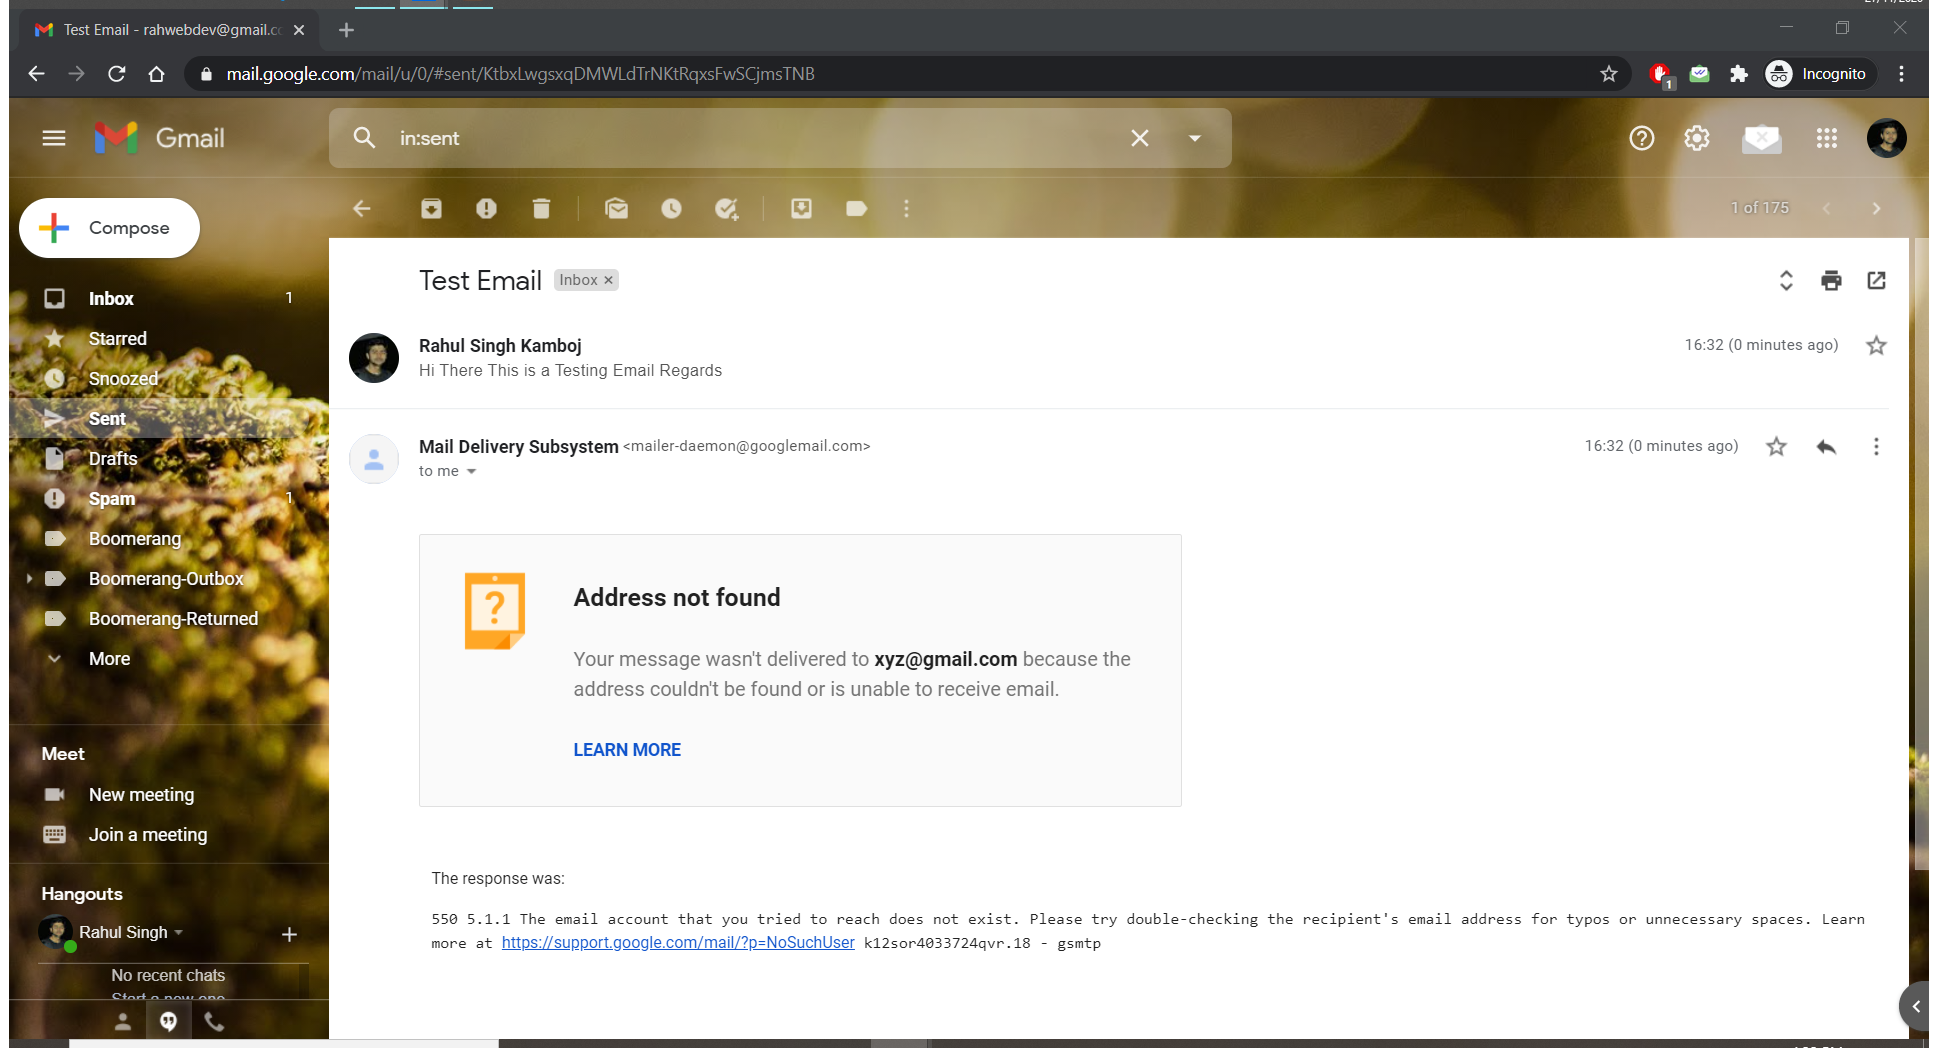 Test Email - rahwebdev@gmail.cc
mail.google.com/mail/u/0/#sent/KtbxLwgsxqDMWLdTrNKtRqxsFwSCjmsTNB
1
Incognito
Gmail
in:sent
1 of 175
Compose
Inbox 1
Starred
Snoozed
Sent
Drafts
Spam 1
Boomerang
Boomerang-Outbox
Boomerang-Returned
More
Meet
New meeting
Join a meeting
Hangouts
Rahul Singh
No recent chats
Start a new one
Test Email Inbox
Rahul Singh Kamboj 16:32 (0 minutes ago)
Hi There This is a Testing Email Regards
Mail Delivery Subsystem <mailer-daemon@googlemail.com> 16:32 (0 minutes ago)
to me
Address not found
Your message wasn't delivered to xyz@gmail.com because the
address couldn't be found or is unable to receive email.
LEARN MORE
The response was:
550 5.1.1 The email account that you tried to reach does not exist. Please try double-checking the recipient's email address for typos or unnecessary spaces. Learn
more at https://support.google.com/mail/?p=NoSuchUser k12sor4033724qvr.18 - gsmtp